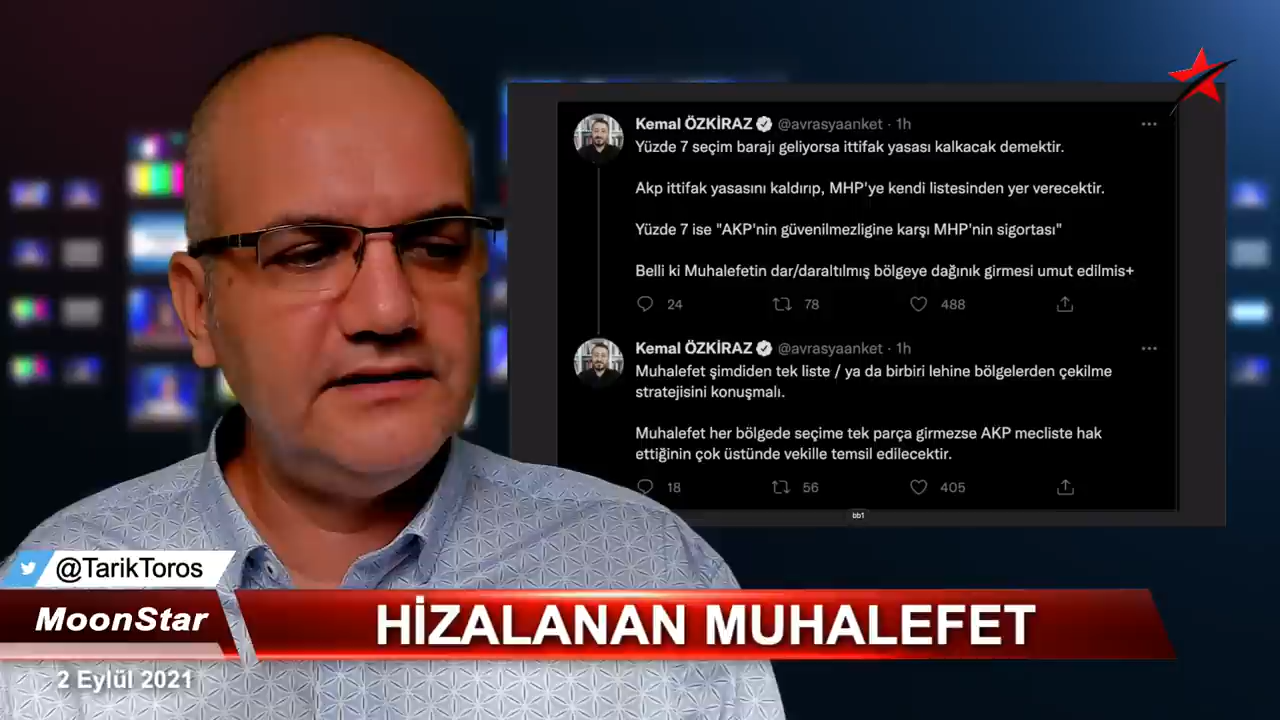 Kemal ÖZKİRAZ @avrasyaanket · 1h
Yüzde 7 seçim barajı geliyorsa ittifak yasası kalkacak demektir.
Akp ittifak yasasını kaldırıp, MHP'ye kendi listesinden yer verecektir.
Yüzde 7 ise "AKP'nin güvenilmezligine karşı MHP'nin sigortası"
Belli ki Muhalefetin dar/daraltılmış bölgeye dağınık girmesi umut edilmis+
24 78 488
Kemal ÖZKİRAZ @avrasyaanket · 1h
Muhalefet şimdiden tek liste / ya da birbiri lehine bölgelerden çekilme
stratejisini konuşmalı.
Muhalefet her bölgede seçime tek parça girmezse AKP mecliste hak
ettiğinin çok üstünde vekille temsil edilecektir.
18 56 405
bb1
@TarikToros
MoonStar
HİZALANAN MUHALEFET
2 Eylül 2021